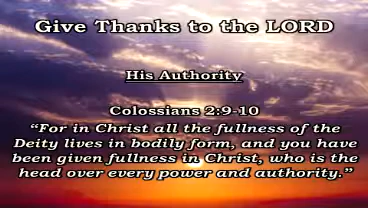 Give Thanks to the LORD
His Authority
Colossians 2:9-10
“For in Christ all the fullness of the
Deity lives in bodily form, and you have
been given fullness in Christ, who is the
head over every power and authority.”